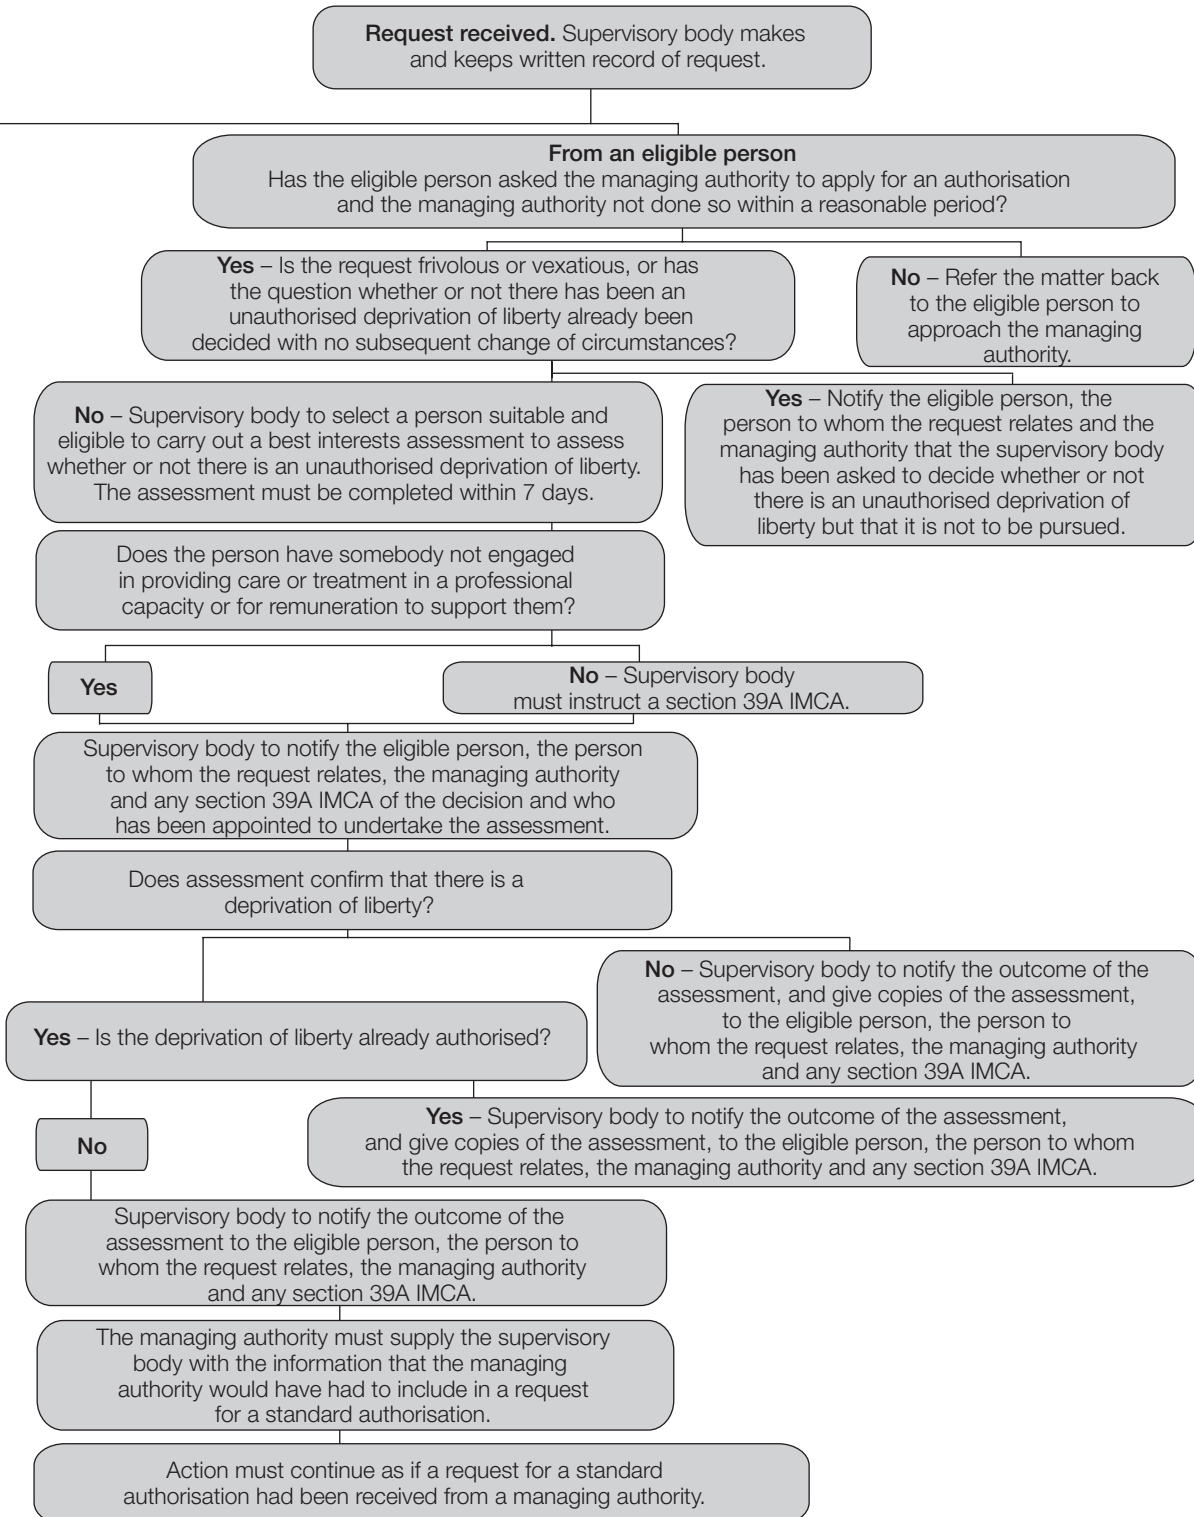 Request received. Supervisory body makes
and keeps written record of request.
From an eligible person
Has the eligible person asked the managing authority to apply for an authorisation
and the managing authority not done so within a reasonable period?
Yes – Is the request frivolous or vexatious, or has
the question whether or not there has been an
unauthorised deprivation of liberty already been
decided with no subsequent change of circumstances?
No – Refer the matter back
to the eligible person to
approach the managing
authority.
No – Supervisory body to select a person suitable and
eligible to carry out a best interests assessment to assess
whether or not there is an unauthorised deprivation of liberty.
The assessment must be completed within 7 days.
Yes – Notify the eligible person, the
person to whom the request relates and the
managing authority that the supervisory body
has been asked to decide whether or not
there is an unauthorised deprivation of
liberty but that it is not to be pursued.
Does the person have somebody not engaged
in providing care or treatment in a professional
capacity or for remuneration to support them?
Yes
No – Supervisory body
must instruct a section 39A IMCA.
Supervisory body to notify the eligible person, the person
to whom the request relates, the managing authority
and any section 39A IMCA of the decision and who
has been appointed to undertake the assessment.
Does assessment confirm that there is a
deprivation of liberty?
No – Supervisory body to notify the outcome of the
assessment, and give copies of the assessment,
to the eligible person, the person to
whom the request relates, the managing authority
and any section 39A IMCA.
Yes – Is the deprivation of liberty already authorised?
Yes – Supervisory body to notify the outcome of the assessment,
and give copies of the assessment, to the eligible person, the person to whom
the request relates, the managing authority and any section 39A IMCA.
No
Supervisory body to notify the outcome of the
assessment to the eligible person, the person to
whom the request relates, the managing authority
and any section 39A IMCA.
The managing authority must supply the supervisory
body with the information that the managing
authority would have had to include in a request
for a standard authorisation.
Action must continue as if a request for a standard
authorisation had been received from a managing authority.